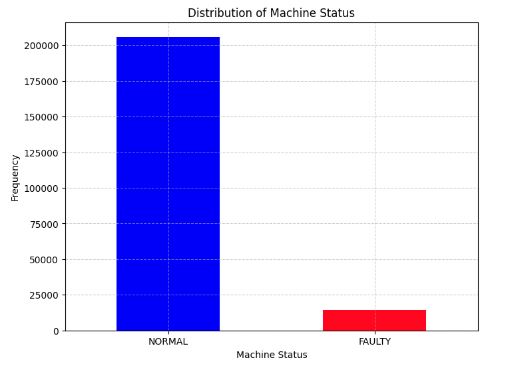 Distribution of Machine Status
200000
175000
150000
125000
100000
75000
50000
25000
0
Frequency
NORMAL
FAULTY
Machine Status